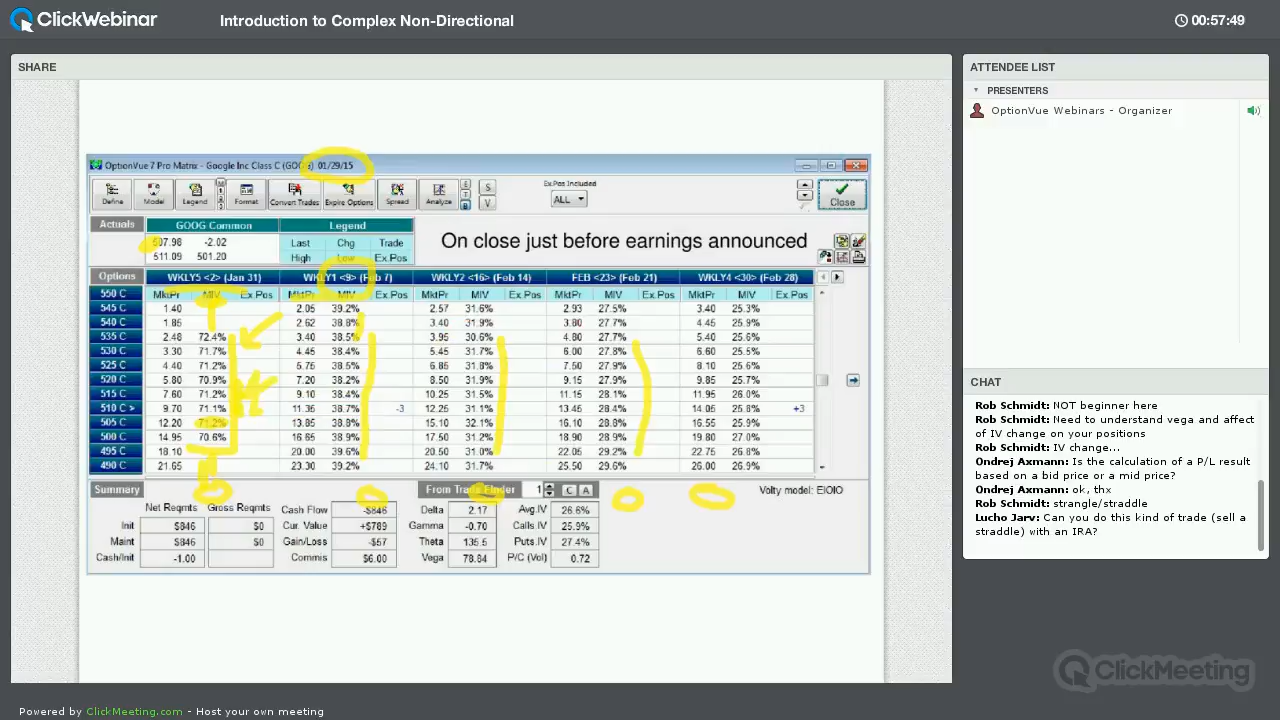 ClickWebinar
Introduction to Complex Non-Directional
00:57:49
SHARE
OptionVue 7 Pro Matrix - Google Inc Class C (GOOG) 01/29/15
Define Model Legend Format Convert Trades Expire Options Spread Analyze S V
Ex.Pos Included
ALL
Close
Actuals GOOG Common Legend
507.98 -2.02 Last Chg Trade
511.09 501.20 High Low Ex.Pos
On close just before earnings announced
Options WKLY5 <2> (Jan 31) WKLY1 <9> (Feb 7) WKLY2 <16> (Feb 14) FEB <23> (Feb 21) WKLY4 <30> (Feb 28)
550 C MktPr MIV Ex.Pos MktPr MIV Ex.Pos MktPr MIV Ex.Pos MktPr MIV Ex.Pos MktPr MIV Ex.Pos
545 C 1.40 2.05 39.2% 2.57 31.6% 2.93 27.5% 3.40 25.3%
540 C 1.85 2.62 38.8% 3.40 31.9% 3.80 27.7% 4.45 25.9%
535 C 2.48 72.4% 3.40 38.5% 3.95 30.6% 4.80 27.7% 5.40 25.6%
530 C 3.30 71.7% 4.45 38.4% 5.45 31.7% 6.00 27.8% 6.60 25.5%
525 C 4.40 71.2% 5.75 38.5% 6.85 31.8% 7.50 27.9% 8.10 25.6%
520 C 5.80 70.9% 7.20 38.2% 8.50 31.9% 9.15 27.9% 9.85 25.7%
515 C 7.60 71.2% 9.10 38.4% 10.25 31.5% 11.15 28.1% 11.95 26.0%
510 C > 9.70 71.1% 11.35 38.7% -3 12.25 31.1% 13.45 28.4% 14.05 25.8% +3
505 C 12.20 71.2% 13.85 38.8% 15.10 32.1% 16.10 28.8% 16.55 25.9%
500 C 14.95 70.6% 16.65 38.9% 17.50 31.2% 18.90 28.9% 19.80 27.0%
495 C 18.10 20.00 39.6% 20.50 31.0% 22.05 29.2% 22.75 26.8%
490 C 21.65 23.30 39.2% 24.10 31.7% 25.50 29.6% 26.00 26.9%
Summary From Trade Finder 1 C A Volty model: EIOIO
Net Reqmts Gross Reqmts Cash Flow -$846 Delta 2.17 Avg.IV 26.6%
Init $846 $0 Cur. Value +$789 Gamma -0.70 Calls.IV 25.9%
Maint $846 $0 Gain/Loss -$57 Theta 135.5 Puts.IV 27.4%
Cash/Init -1.00 Commis $6.00 Vega 78.84 P/C (Vol) 0.72
ATTENDEE LIST
PRESENTERS
OptionVue Webinars - Organizer
CHAT
Rob Schmidt: NOT beginner here
Rob Schmidt: Need to understand vega and affect
of IV change on your positions
Rob Schmidt: IV change...
Ondrej Axmann: Is the calculation of a P/L result
based on a bid price or a mid price?
Ondrej Axmann: ok, thx
Rob Schmidt: strangle/straddle
Lucho Jarv: Can you do this kind of trade (sell a
straddle) with an IRA?
ClickMeeting
Powered by ClickMeeting.com - Host your own meeting